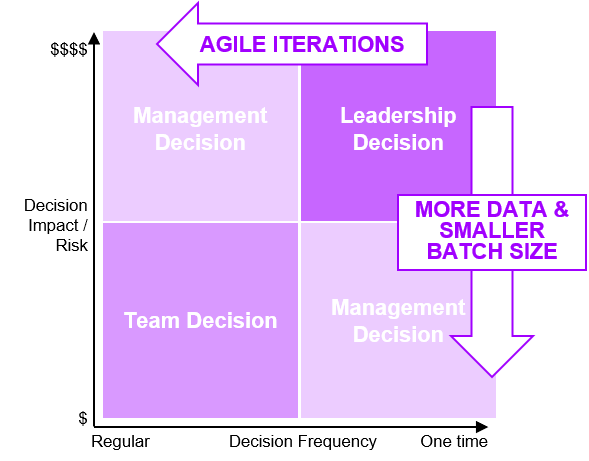 $$$$
AGILE ITERATIONS
Management
Decision
Leadership
Decision
Decision
Impact /
Risk
MORE DATA &
SMALLER
BATCH SIZE
Team Decision
Management
Decision
$
Regular
Decision Frequency
One time